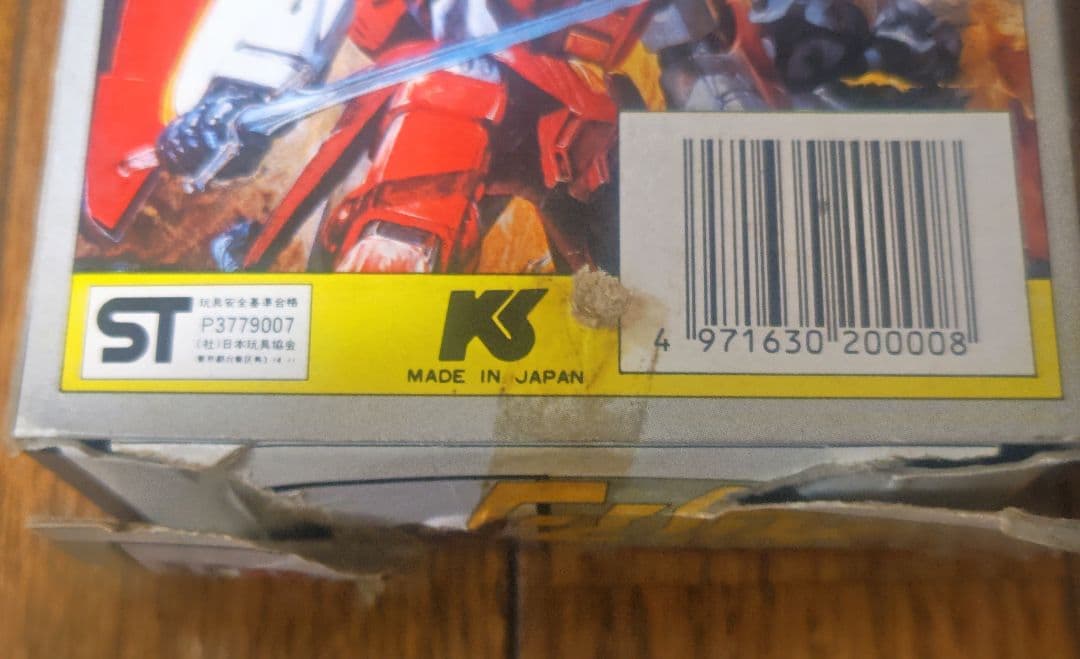 ST
玩具安全基準合格
P3779007
(社)日本玩具協会
KS
MADE IN JAPAN
4 971630 200008